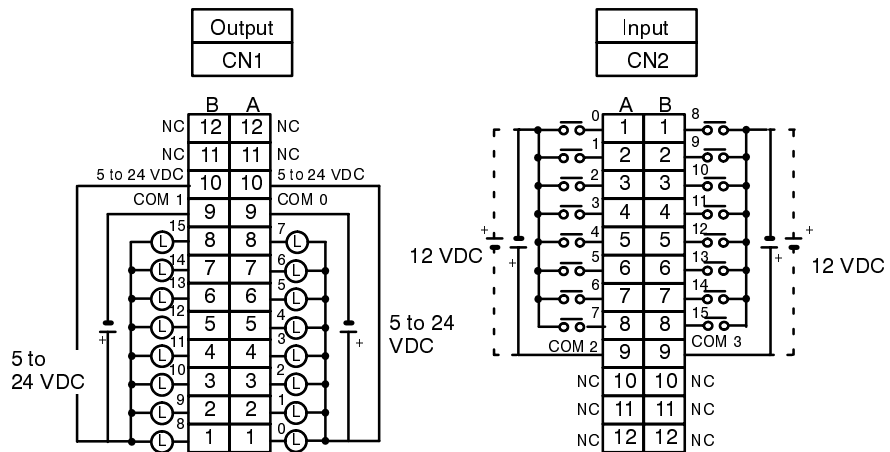 Output
CN1
B A
NC 12 12 NC
NC 11 11 NC
5 to 24 VDC 10 10 5 to 24 VDC
COM 1 9 9 COM 0
15 L 8 8 L 7
14 L 7 7 L 6
13 L 6 6 L 5
12 L 5 5 L 4
11 L 4 4 L 3
10 L 3 3 L 2
9 L 2 2 L 1
8 L 1 1 L 0
+
5 to
24 VDC
+
5 to 24
VDC
Input
CN2
A B
0 1 1 8
1 2 2 9
2 3 3 10
3 4 4 11
4 5 5 12
5 6 6 13
6 7 7 14
7 8 8 15
COM 2 9 9 COM 3
NC 10 10 NC
NC 11 11 NC
NC 12 12 NC
+
12 VDC
+
+
+
12 VDC